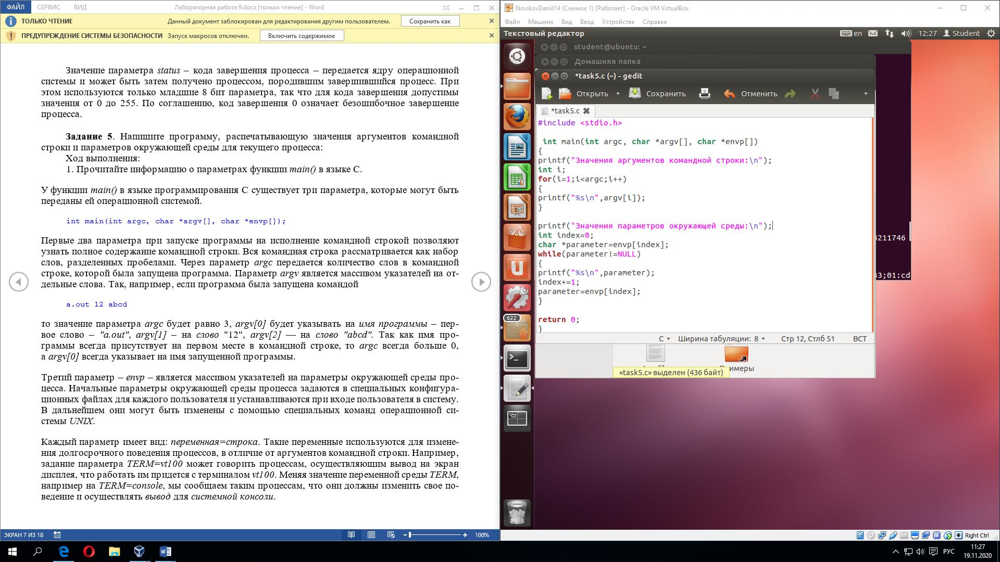 ФАЙЛ СЕРВИС ВИД Лабораторная работа 9.docx [только чтение] - Word
ТОЛЬКО ЧТЕНИЕ Данный документ заблокирован для редактирования другим пользователем. Сохранить как
ПРЕДУПРЕЖДЕНИЕ СИСТЕМЫ БЕЗОПАСНОСТИ Запуск макросов отключен. Включить содержимое
Значение параметра status – кода завершения процесса – передается ядру операционной
системы и может быть затем получено процессом, породившим завершившийся процесс. При
этом используются только младшие 8 бит параметра, так что для кода завершения допустимы
значения от 0 до 255. По соглашению, код завершения 0 означает безошибочное завершение
процесса.
Задание 5. Напишите программу, распечатывающую значения аргументов командной
строки и параметров окружающей среды для текущего процесса:
Ход выполнения:
1. Прочитайте информацию о параметрах функции main() в языке С.
У функции main() в языке программирования С существует три параметра, которые могут быть
переданы ей операционной системой.
int main(int argc, char *argv[], char *envp[]);
Первые два параметра при запуске программы на исполнение командной строкой позволяют
узнать полное содержание командной строки. Вся командная строка рассматривается как набор
слов, разделенных пробелами. Через параметр argc передается количество слов в командной
строке, которой была запущена программа. Параметр argv является массивом указателей на от-
дельные слова. Так, например, если программа была запущена командой
a.out 12 abcd
то значение параметра argc будет равно 3, argv[0] будет указывать на имя программы – пер-
вое слово – "a.out", argv[1] – на слово "12", argv[2] — на слово "abcd". Так как имя про-
граммы всегда присутствует на первом месте в командной строке, то argc всегда больше 0,
а argv[0] всегда указывает на имя запущенной программы.
Третий параметр – envp – является массивом указателей на параметры окружающей среды про-
цесса. Начальные параметры окружающей среды процесса задаются в специальных конфигура-
ционных файлах для каждого пользователя и устанавливаются при входе пользователя в систему.
В дальнейшем они могут быть изменены с помощью специальных команд операционной си-
стемы UNIX.
Каждый параметр имеет вид: переменная=строка. Такие переменные используются для измене-
ния долгосрочного поведения процессов, в отличие от аргументов командной строки. Например,
задание параметра TERM=vt100 может говорить процессам, осуществляющим вывод на экран
дисплея, что работать им придется с терминалом vt100. Меняя значение переменной среды TERM,
например на TERM=console, мы сообщаем таким процессам, что они должны изменить свое по-
ведение и осуществлять вывод для системной консоли.
ЭКРАН 7 ИЗ 18 100%
NovikovDaniil14 (Снимок 1) [Работает] - Oracle VM VirtualBox
Файл Машина Вид Ввод Устройства Справка
Текстовый редактор en 12:27 Student
student@ubuntu: ~
Домашняя папка
*task5.c (~) - gedit
Открыть Сохранить Отменить
*task5.c
#include <stdio.h>
int main(int argc, char *argv[], char *envp[])
{
printf("Значения аргументов командной строки:\n");
int i;
for(i=1;i<argc;i++)
{
printf("%s\n",argv[i]);
}
printf("Значения параметров окружающей среды:\n");
int index=0;
char *parameter=envp[index];
while(parameter!=NULL)
{
printf("%s\n",parameter);
index+=1;
parameter=envp[index];
}
return 0;
}
C Ширина табуляции: 8 Стр 12, Стлб 51 ВСТ
4211746
33;01:cd
622
«task5.c» выделен (436 байт)
Right Ctrl
РУС
11:27
19.11.2020